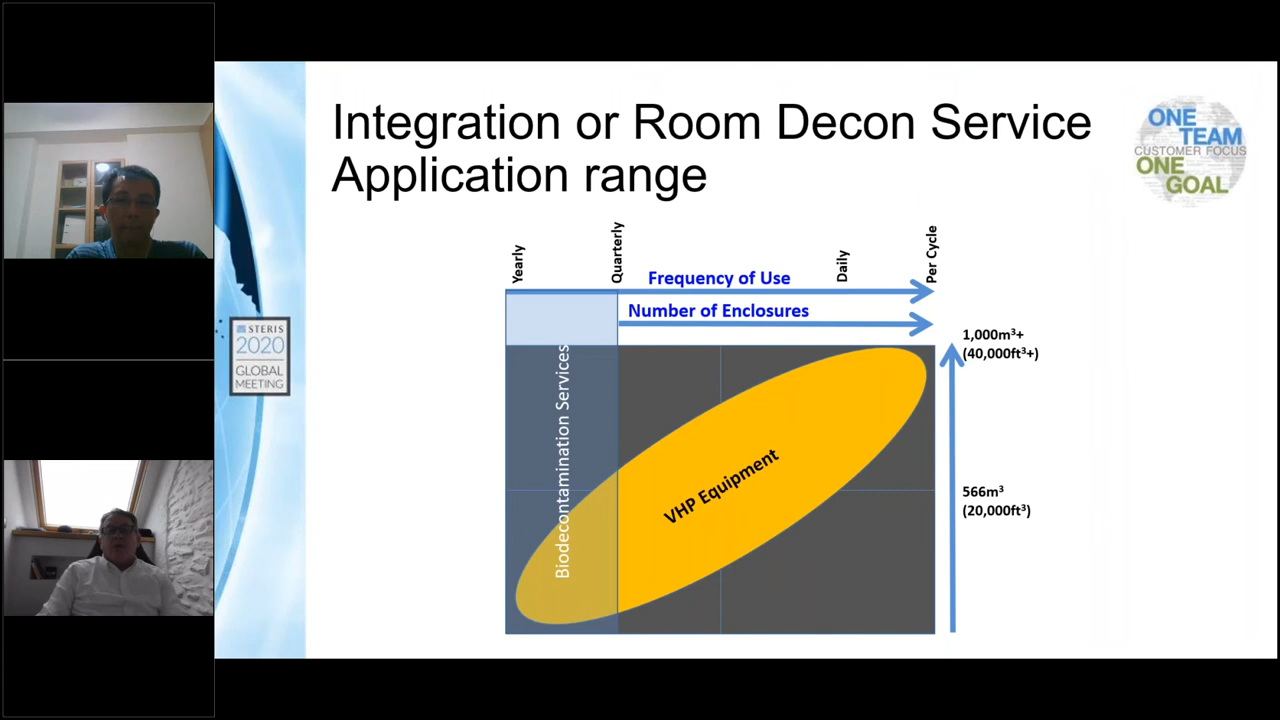 Integration or Room Decon Service
Application range
ONE
TEAM
CUSTOMER FOCUS
ONE
GOAL
Yearly
Quarterly
Daily
Per Cycle
Frequency of Use
Number of Enclosures
1,000m³+
(40,000ft³+)
STERIS
2020
GLOBAL
MEETING
Biodecontamination Services
VHP Equipment
566m³
(20,000ft³)